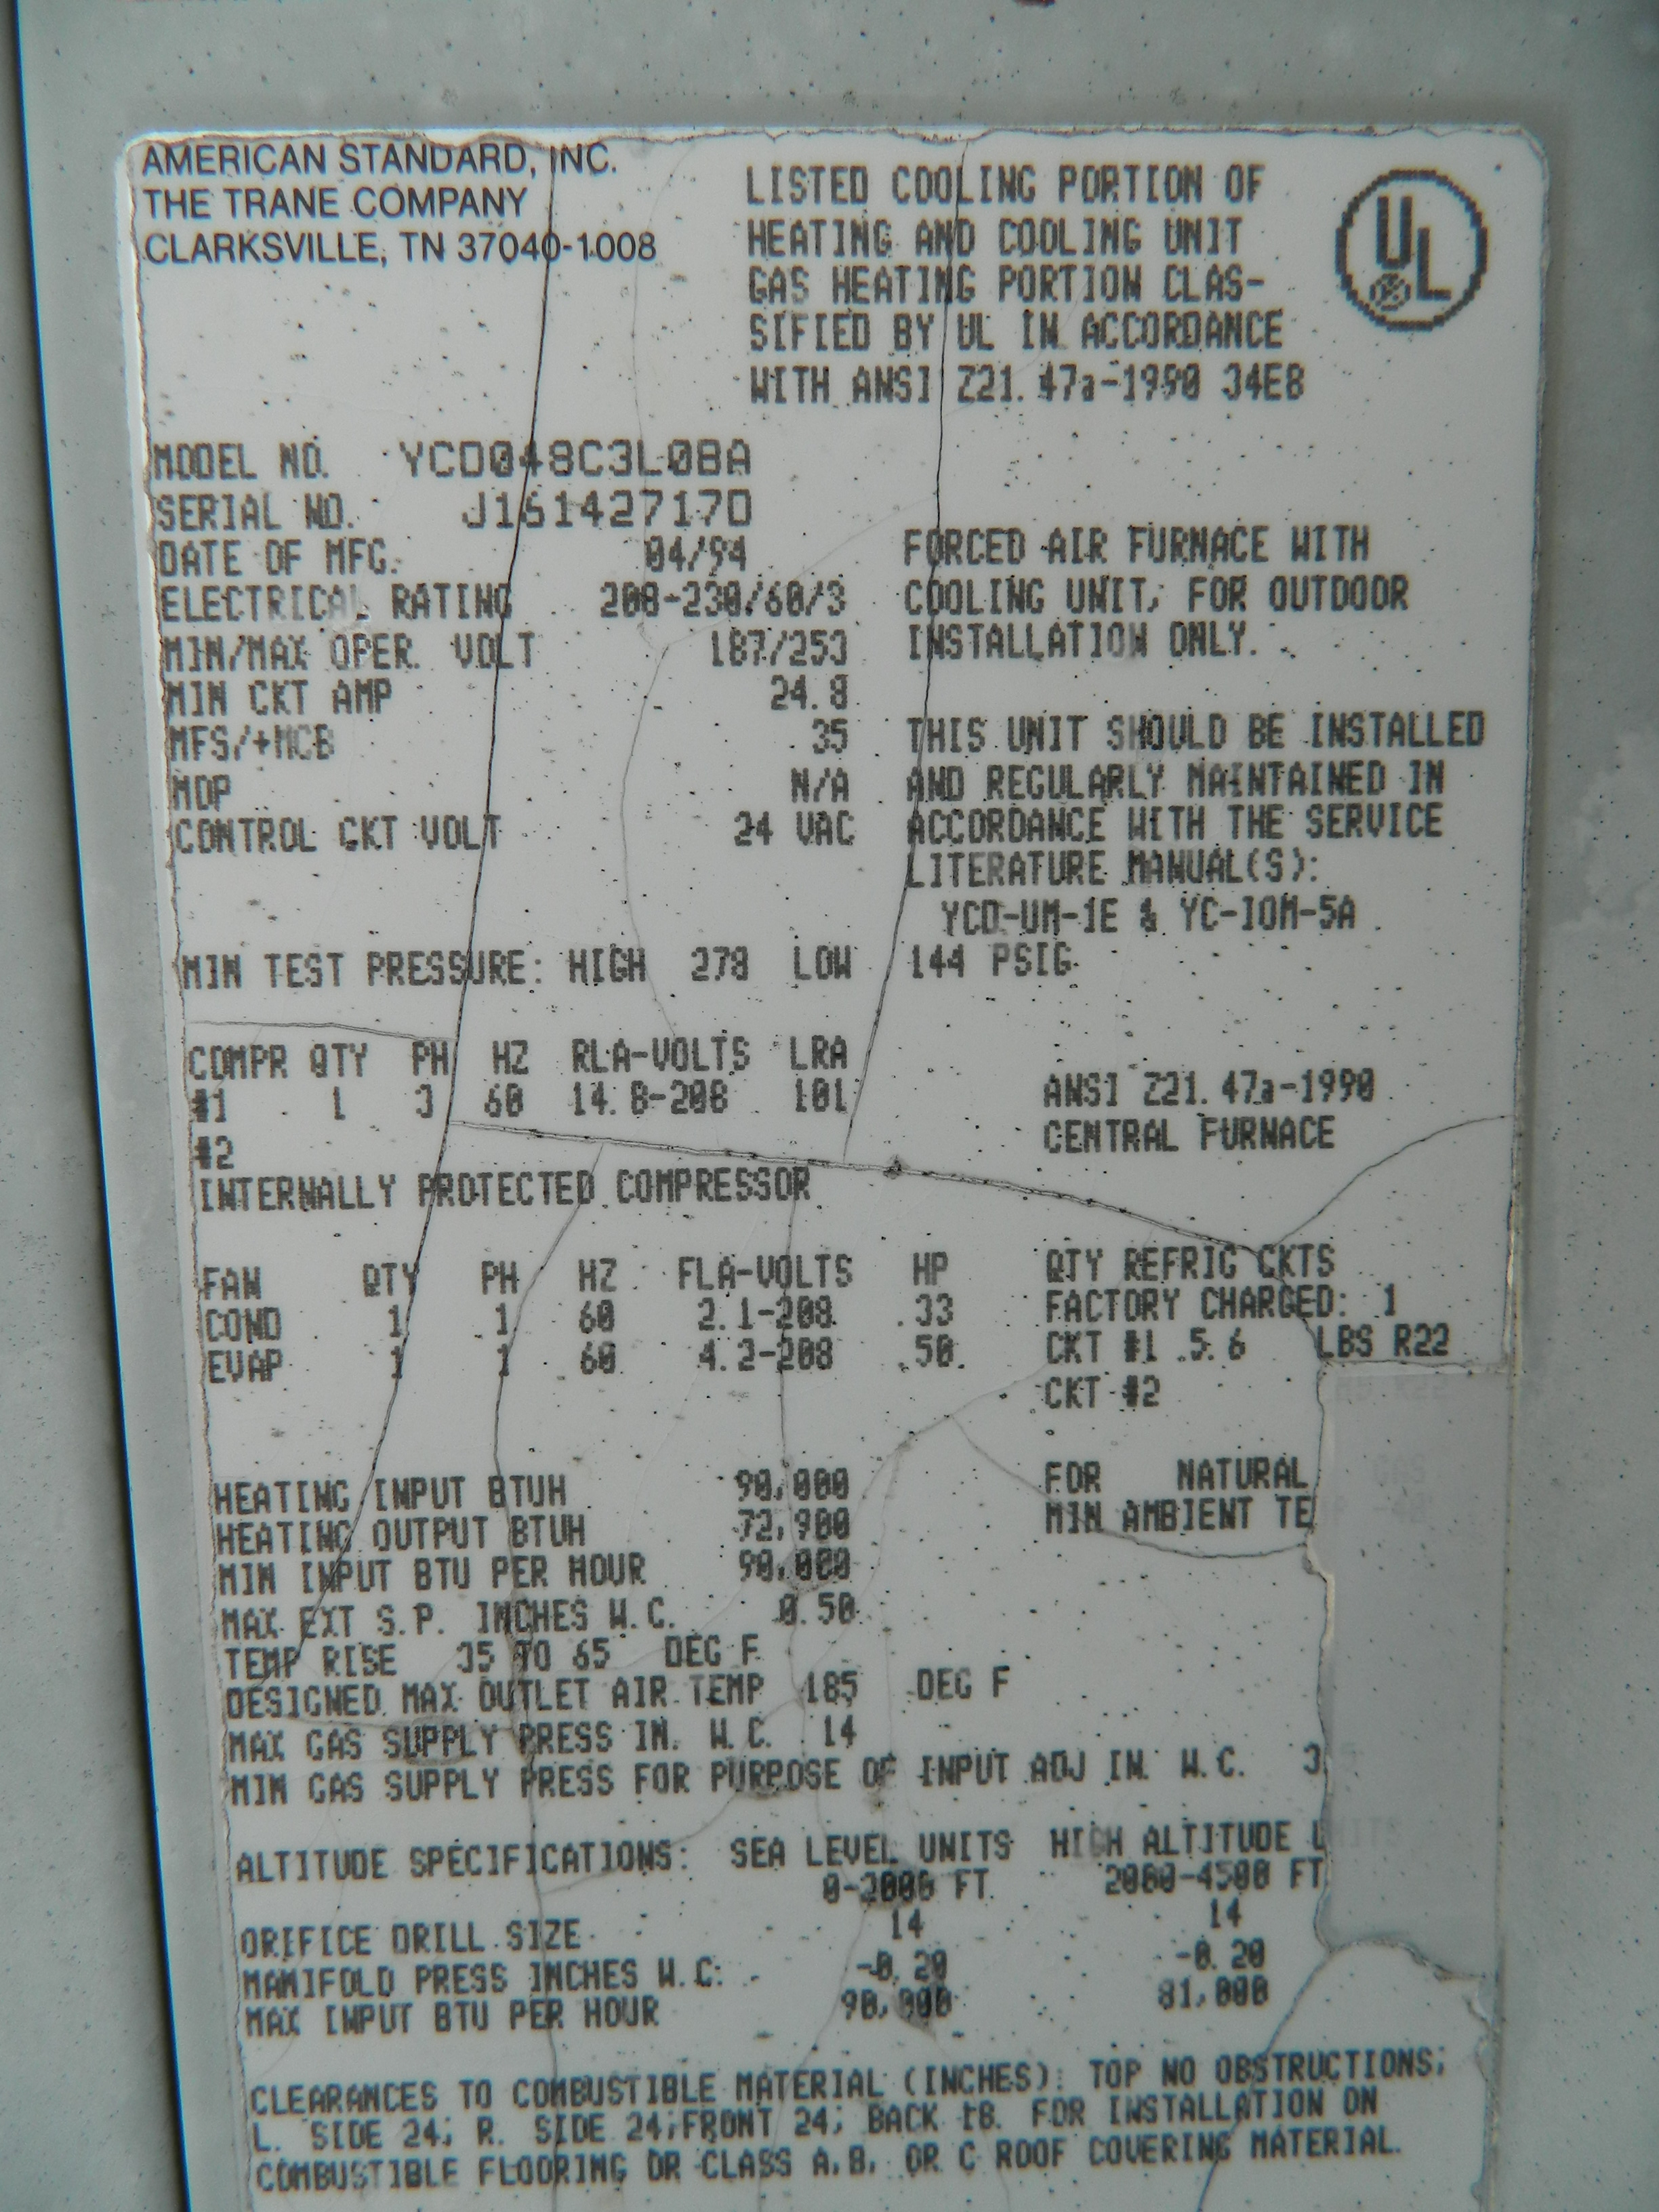 AMERICAN STANDARD, INC.
THE TRANE COMPANY
CLARKSVILLE, TN 37040-1008
LISTED COOLING PORTION OF
HEATING AND COOLING UNIT
GAS HEATING PORTION CLAS-
SIFIED BY UL IN ACCORDANCE
WITH ANSI Z21.47a-1990 34E8
UL
MODEL NO. YCD048C3L0BA
SERIAL NO. J16142717D
DATE OF MFG. 04/94
ELECTRICAL RATING 208-230/60/3
MIN/MAX OPER. VOLT 187/253
MIN CKT AMP 24.8
MFS/+MCB 35
MOP N/A
CONTROL CKT VOLT 24 VAC
FORCED AIR FURNACE WITH
COOLING UNIT, FOR OUTDOOR
INSTALLATION ONLY.
THIS UNIT SHOULD BE INSTALLED
AND REGULARLY MAINTAINED IN
ACCORDANCE WITH THE SERVICE
LITERATURE MANUAL(S):
YCD-UM-1E & YC-IOM-5A
MIN TEST PRESSURE: HIGH 278 LOW 144 PSIG
COMPR QTY PH HZ RLA-VOLTS LRA
#1 1 3 60 14.8-208 101
#2
INTERNALLY PROTECTED COMPRESSOR
ANSI Z21.47a-1990
CENTRAL FURNACE
FAN QTY PH HZ FLA-VOLTS HP
COND 1 1 60 2.1-208 .33
EVAP 1 1 60 4.2-208 .50
QTY REFRIG CKTS
FACTORY CHARGED: 1
CKT #1 5.6 LBS R22
CKT #2
HEATING INPUT BTUH 90,000
HEATING OUTPUT BTUH 72,900
MIN INPUT BTU PER HOUR 90,000
MAX EXT S.P. INCHES W.C. 0.50
TEMP RISE 35 TO 65 DEG F
DESIGNED MAX OUTLET AIR TEMP 185 DEG F
MAX GAS SUPPLY PRESS IN. W.C. 14
MIN GAS SUPPLY PRESS FOR PURPOSE OF INPUT ADJ IN. W.C. 3
FOR NATURAL GAS
MIN AMBIENT TE
ALTITUDE SPECIFICATIONS: SEA LEVEL UNITS HIGH ALTITUDE UNITS
0-2000 FT. 2000-4500 FT
ORIFICE DRILL SIZE 14 14
MANIFOLD PRESS INCHES W.C. -0.20 -0.20
MAX INPUT BTU PER HOUR 90,000 81,000
CLEARANCES TO COMBUSTIBLE MATERIAL (INCHES): TOP NO OBSTRUCTIONS;
L. SIDE 24; R. SIDE 24; FRONT 24; BACK 18. FOR INSTALLATION ON
COMBUSTIBLE FLOORING OR CLASS A, B, OR C ROOF COVERING MATERIAL.